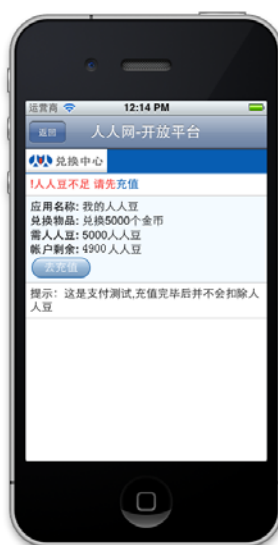 运营商 12:14 PM
返回 人人网-开放平台
兑换中心
!人人豆不足 请先充值
应用名称: 我的人人豆
兑换物品: 兑换5000个金币
需人人豆: 5000人人豆
帐户剩余: 4900 人人豆
去充值
提示: 这是支付测试,充值完毕后并不会扣除人
人豆